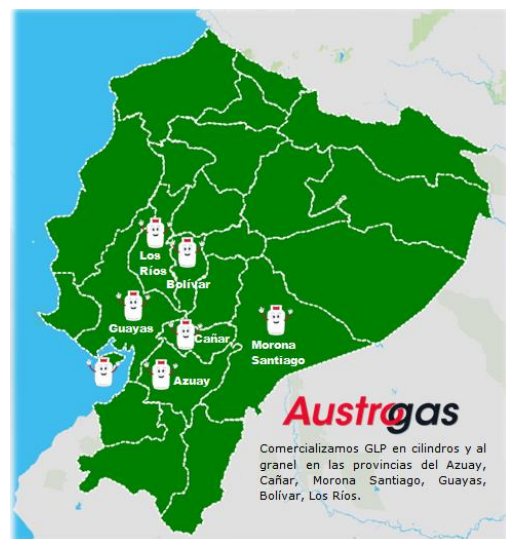 Los
Ríos
Bolívar
Guayas
Cañar
Morona
Santiago
Azuay
Austrogas
Comercializamos GLP en cilindros y al
granel en las provincias del Azuay,
Cañar, Morona Santiago, Guayas,
Bolívar, Los Ríos.